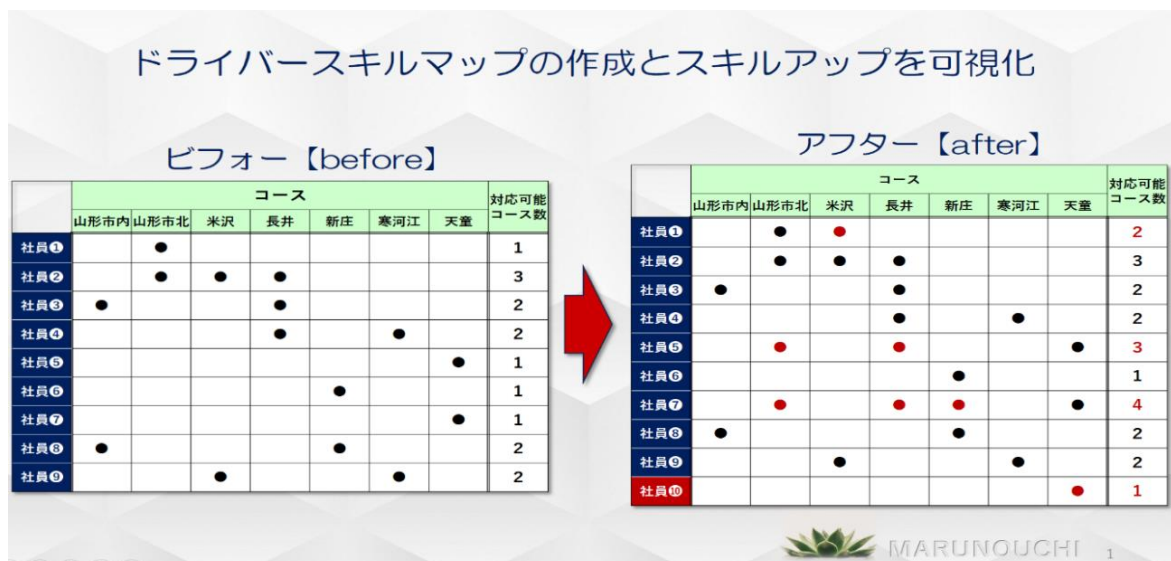 ドライバースキルマップの作成とスキルアップを可視化
ビフォー【before】
コース 対応可能コース数
山形市内 山形市北 米沢 長井 新庄 寒河江 天童
社員❶ ● 1
社員❷ ● ● ● 3
社員❸ ● ● 2
社員❹ ● ● 2
社員❺ ● 1
社員❻ ● 1
社員❼ ● 1
社員❽ ● ● 2
社員❾ ● ● 2
アフター【after】
コース 対応可能コース数
山形市内 山形市北 米沢 長井 新庄 寒河江 天童
社員❶ ● ● 2
社員❷ ● ● ● 3
社員❸ ● ● 2
社員❹ ● ● 2
社員❺ ● ● ● 3
社員❻ ● 1
社員❼ ● ● ● ● 4
社員❽ ● ● 2
社員❾ ● ● 2
社員❿ ● 1
MARUNOUCHI 1